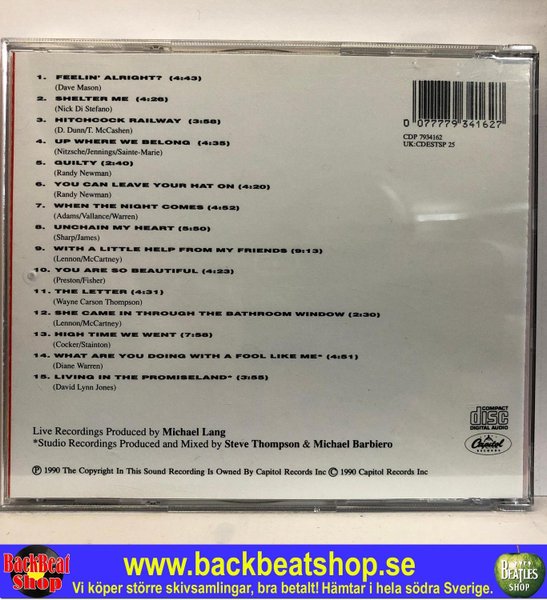 1. FEELIN' ALRIGHT? (4:43)
(Dave Mason)
2. SHELTER ME (4:26)
(Nick Di Stefano)
3. HITCHCOCK RAILWAY (3:58)
(D. Dunn/T. McCashen)
4. UP WHERE WE BELONG (4:35)
(Nitzsche/Jennings/Sainte-Marie)
5. GUILTY (2:40)
(Randy Newman)
6. YOU CAN LEAVE YOUR HAT ON (4:20)
(Randy Newman)
7. WHEN THE NIGHT COMES (4:52)
(Adams/Vallance/Warren)
8. UNCHAIN MY HEART (5:50)
(Sharp/James)
9. WITH A LITTLE HELP FROM MY FRIENDS (9:13)
(Lennon/McCartney)
10. YOU ARE SO BEAUTIFUL (4:23)
(Preston/Fisher)
11. THE LETTER (4:31)
(Wayne Carson Thompson)
12. SHE CAME IN THROUGH THE BATHROOM WINDOW (2:30)
(Lennon/McCartney)
13. HIGH TIME WE WENT (7:58)
(Cocker/Stainton)
14. WHAT ARE YOU DOING WITH A FOOL LIKE ME* (4:51)
(Diane Warren)
15. LIVING IN THE PROMISELAND* (3:55)
(David Lynn Jones)
0 077779 341627
CDP 7934162
UK:CDESTSP 25
Live Recordings Produced by Michael Lang
*Studio Recordings Produced and Mixed by Steve Thompson & Michael Barbiero
COMPACT
disc
DIGITAL AUDIO
Capitol
RECORDS
Ⓟ 1990 The Copyright In This Sound Recording Is Owned By Capitol Records Inc © 1990 Capitol Records Inc
BackBeat
Shop
www.backbeatshop.se
Vi köper större skivsamlingar, bra betalt! Hämtar i hela södra Sverige.
BEATLES
SHOP